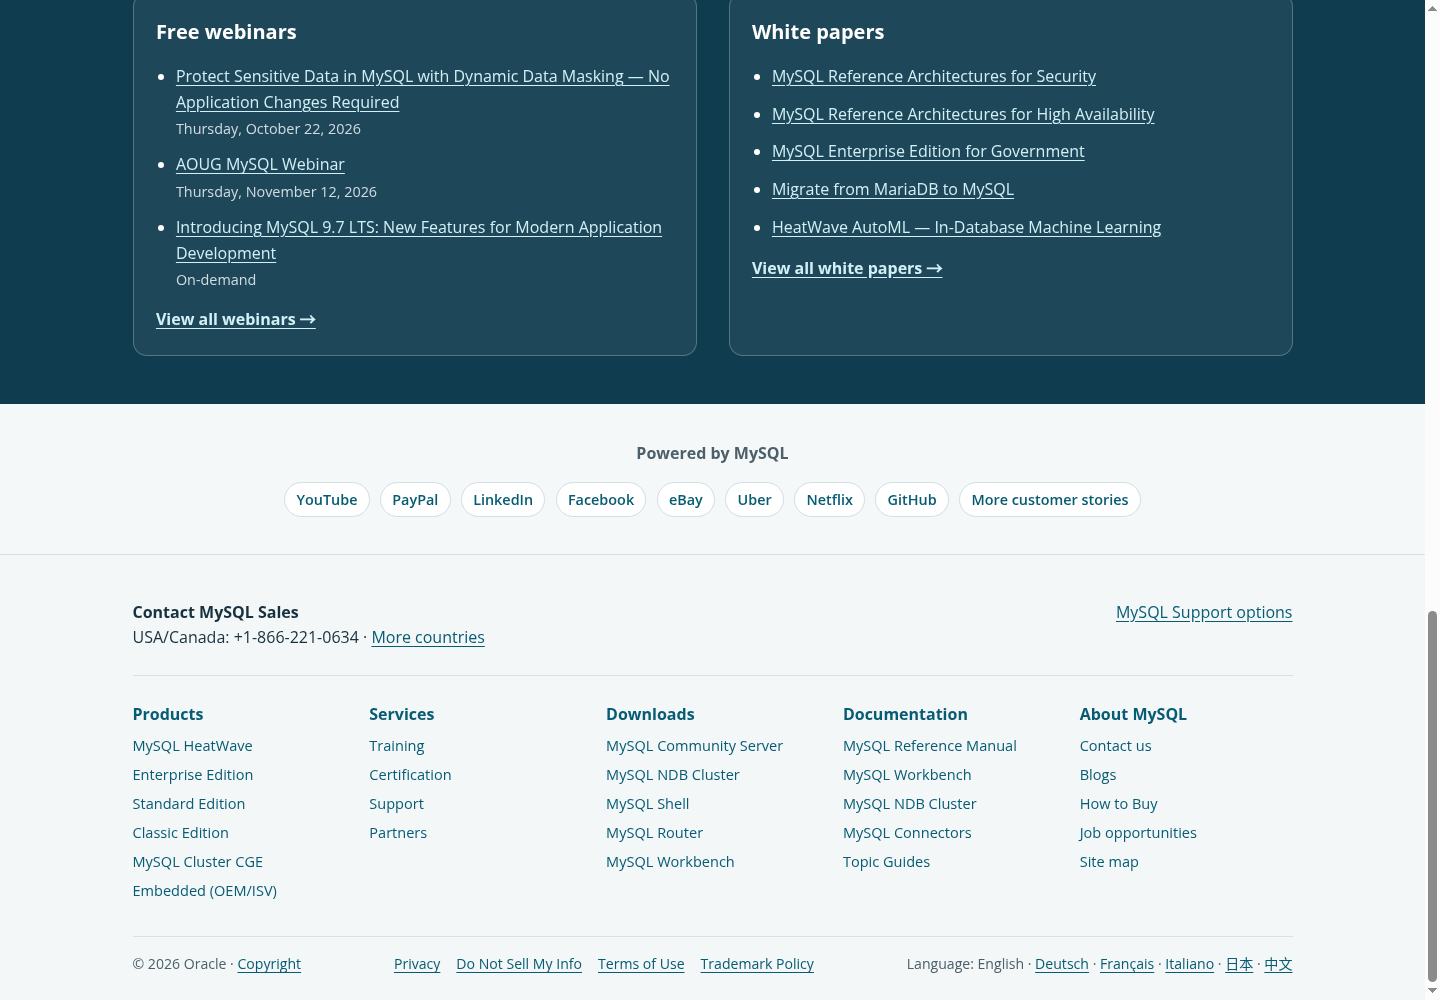 Free webinars
Protect Sensitive Data in MySQL with Dynamic Data Masking — No
Application Changes Required
Thursday, October 22, 2026
AOUG MySQL Webinar
Thursday, November 12, 2026
Introducing MySQL 9.7 LTS: New Features for Modern Application
Development
On-demand
View all webinars →
White papers
MySQL Reference Architectures for Security
MySQL Reference Architectures for High Availability
MySQL Enterprise Edition for Government
Migrate from MariaDB to MySQL
HeatWave AutoML — In-Database Machine Learning
View all white papers →
Powered by MySQL
YouTube PayPal LinkedIn Facebook eBay Uber Netflix GitHub More customer stories
Contact MySQL Sales
USA/Canada: +1-866-221-0634 · More countries
MySQL Support options
Products
MySQL HeatWave
Enterprise Edition
Standard Edition
Classic Edition
MySQL Cluster CGE
Embedded (OEM/ISV)
Services
Training
Certification
Support
Partners
Downloads
MySQL Community Server
MySQL NDB Cluster
MySQL Shell
MySQL Router
MySQL Workbench
Documentation
MySQL Reference Manual
MySQL Workbench
MySQL NDB Cluster
MySQL Connectors
Topic Guides
About MySQL
Contact us
Blogs
How to Buy
Job opportunities
Site map
© 2026 Oracle · Copyright
Privacy Do Not Sell My Info Terms of Use Trademark Policy
Language: English · Deutsch · Français · Italiano · 日本 · 中文